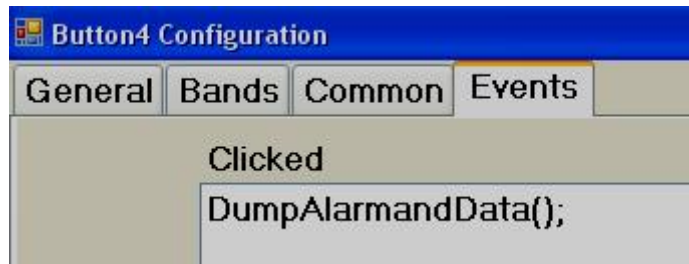 Button4 Configuration
General Bands Common Events
Clicked
DumpAlarmandData();